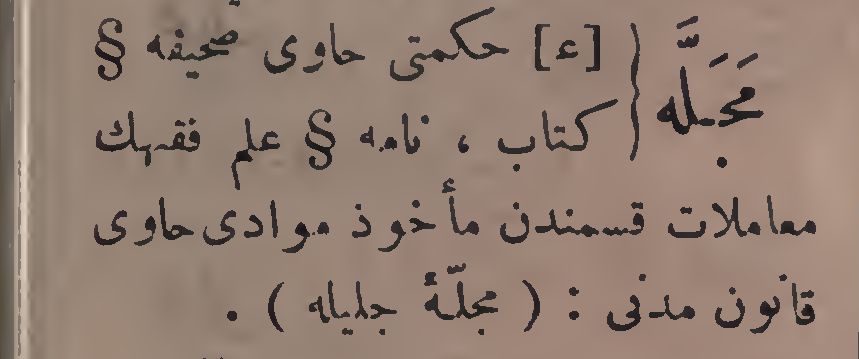 مَجَلَّه } [ع] حكمتى حاوى صحيفه §
كتاب ، نامه § علم فقهك
معاملات قسمندن مأخوذ موادى حاوى
قانون مدنى : ( مجلّۀ جليله ) .